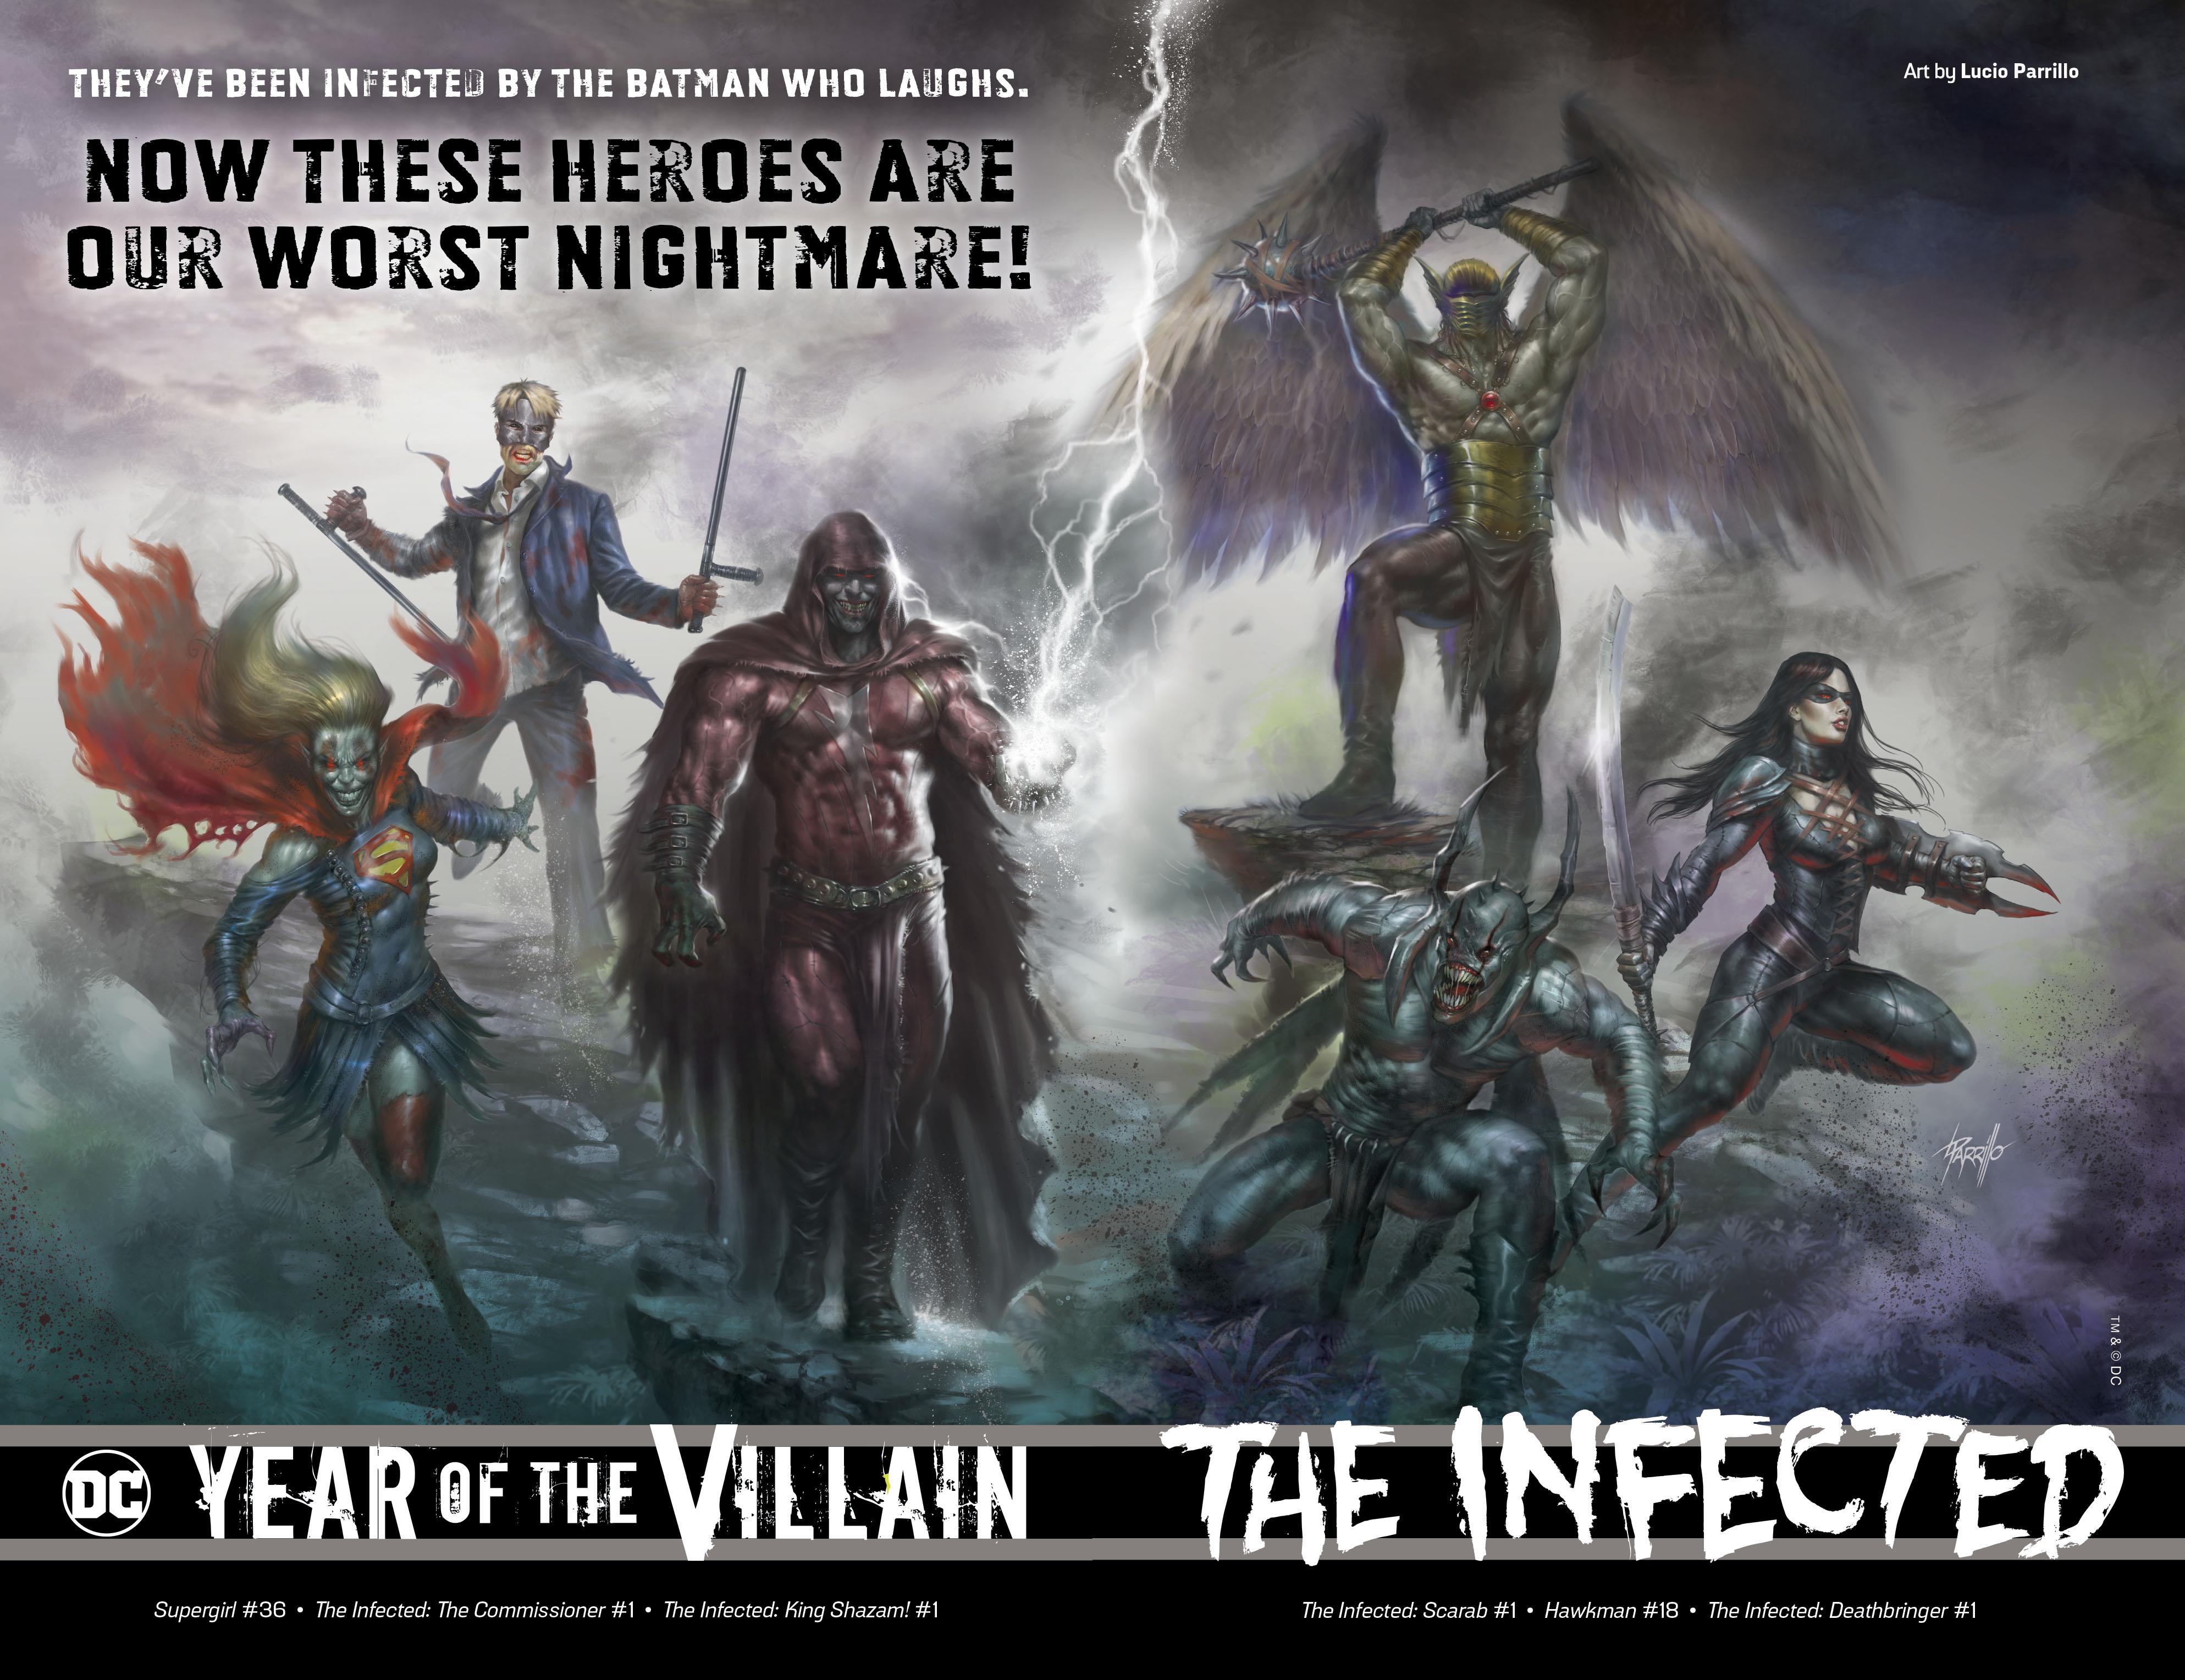 THEY'VE BEEN INFECTED BY THE BATMAN WHO LAUGHS.
NOW THESE HEROES ARE
OUR WORST NIGHTMARE!
Art by Lucio Parrillo
S
LPARRILLO
TM & © DC
DC YEAR OF THE VILLAIN
THE INFECTED
Supergirl #36 • The Infected: The Commissioner #1 • The Infected: King Shazam! #1
The Infected: Scarab #1 • Hawkman #18 • The Infected: Deathbringer #1